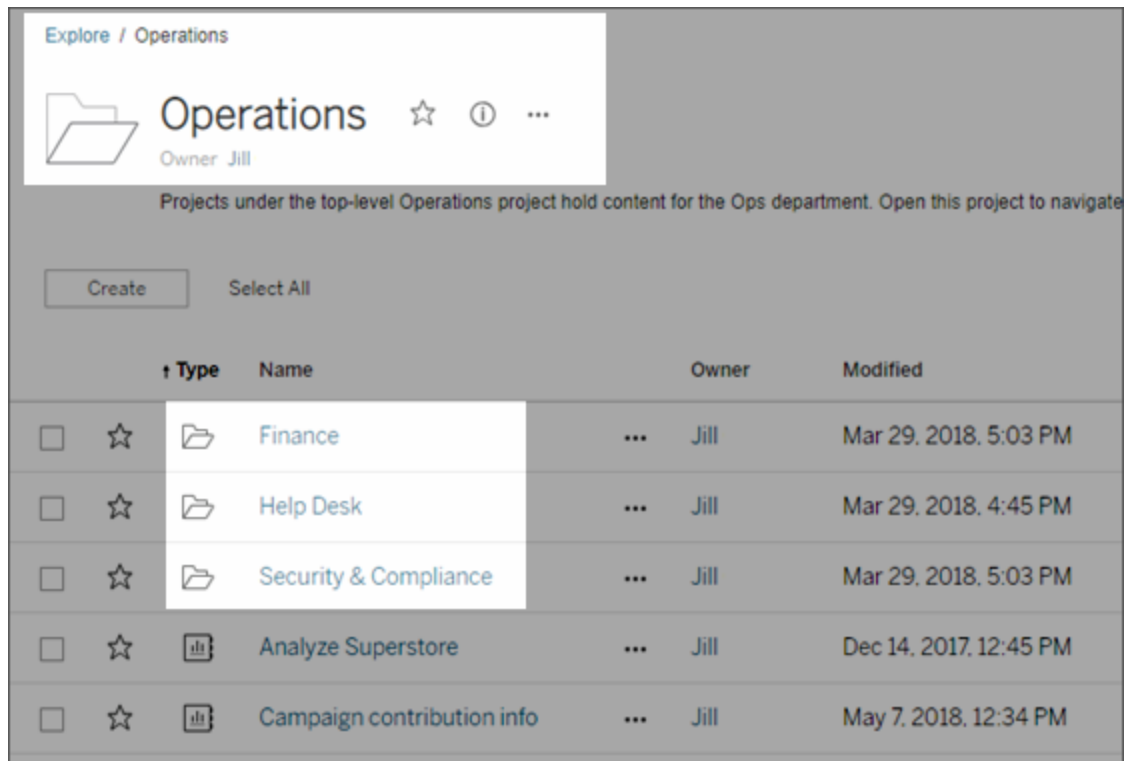 Explore / Operations
Operations
Owner Jill
Projects under the top-level Operations project hold content for the Ops department. Open this project to navigate
Create Select All
↑ Type Name Owner Modified
Finance ••• Jill Mar 29, 2018, 5:03 PM
Help Desk ••• Jill Mar 29, 2018, 4:45 PM
Security & Compliance ••• Jill Mar 29, 2018, 5:03 PM
Analyze Superstore ••• Jill Dec 14, 2017, 12:45 PM
Campaign contribution info ••• Jill May 7, 2018, 12:34 PM